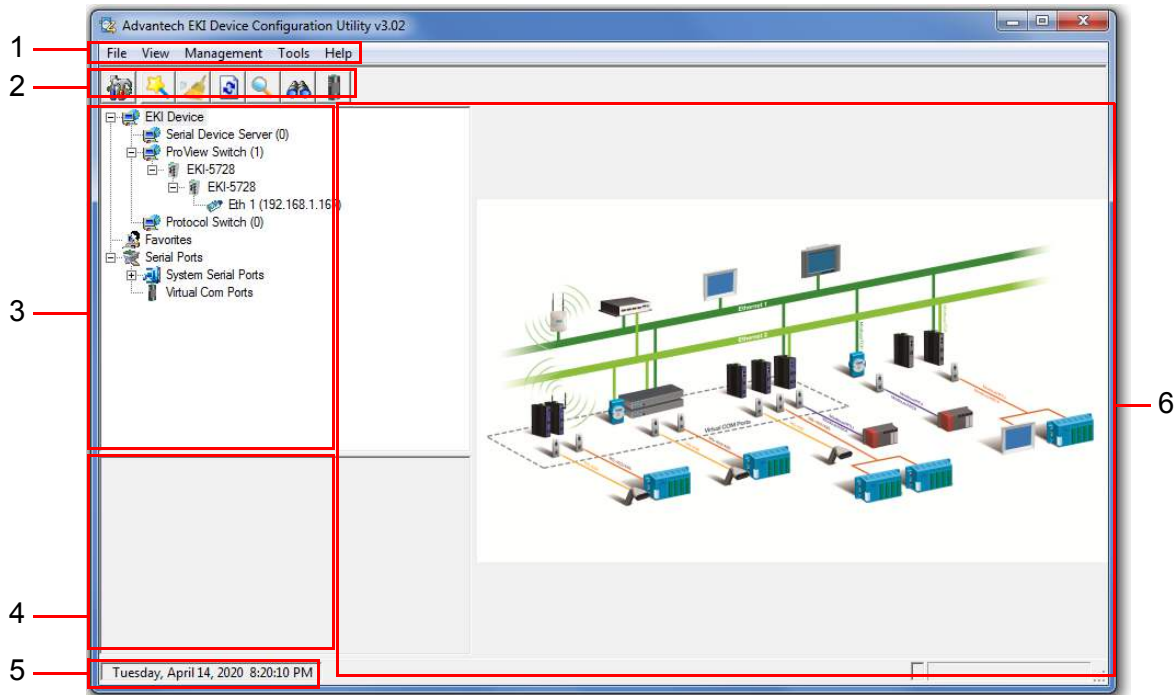 Advantech EKI Device Configuration Utility v3.02
1
File View Management Tools Help
2
EKI Device
Serial Device Server (0)
ProView Switch (1)
EKI-5728
EKI-5728
Eth 1 (192.168.1.16
Protocol Switch (0)
Favorites
Serial Ports
System Serial Ports
Virtual Com Ports
3
Ethernet 1
Ethernet 2
Virtual COM Ports
6
4
5
Tuesday, April 14, 2020 8:20:10 PM